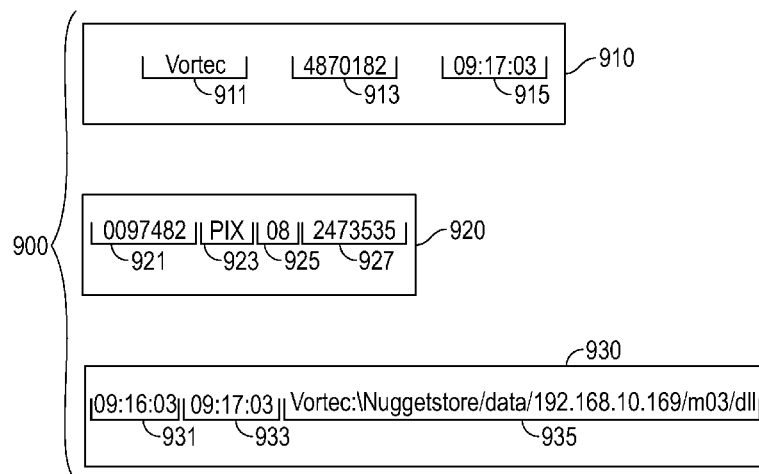 Vortec 4870182 09:17:03 910
911 913 915
900
0097482 PIX 08 2473535 920
921 923 925 927
930
09:16:03 09:17:03 Vortec:\Nuggetstore/data/192.168.10.169/m03/dll
931 933 935